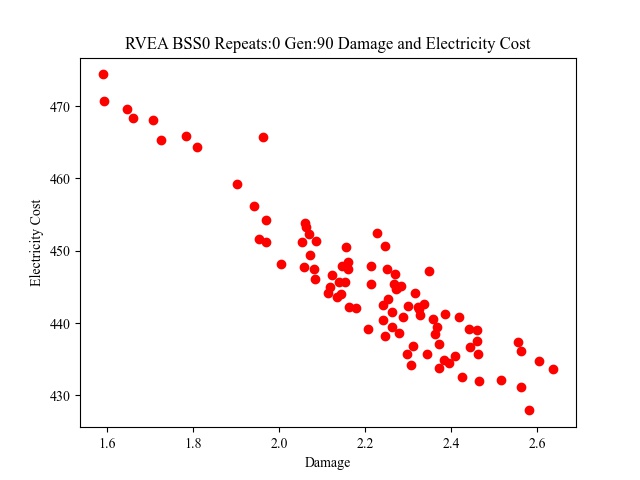 RVEA BSS0 Repeats:0 Gen:90 Damage and Electricity Cost
470
460
450
440
430
Electricity Cost
1.6 1.8 2.0 2.2 2.4 2.6
Damage